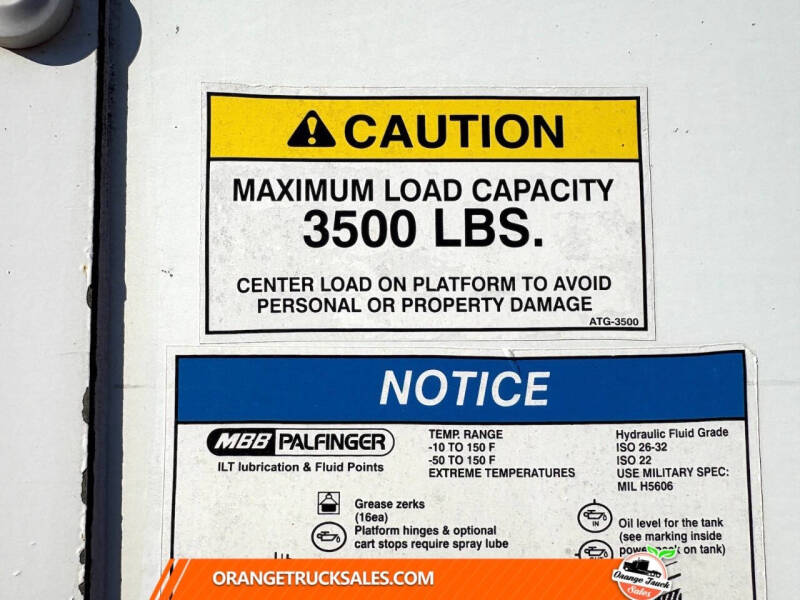 CAUTION
MAXIMUM LOAD CAPACITY
3500 LBS.
CENTER LOAD ON PLATFORM TO AVOID
PERSONAL OR PROPERTY DAMAGE
ATG-3500
NOTICE
MBB PALFINGER
ILT lubrication & Fluid Points
TEMP. RANGE
-10 TO 150 F
-50 TO 150 F
EXTREME TEMPERATURES
Hydraulic Fluid Grade
ISO 26-32
ISO 22
USE MILITARY SPEC:
MIL H5606
Grease zerks
(16ea)
Platform hinges & optional
cart stops require spray lube
IN
Oil level for the tank
(see marking inside
on tank)
ORANGETRUCKSALES.COM
Orange Truck
Sales